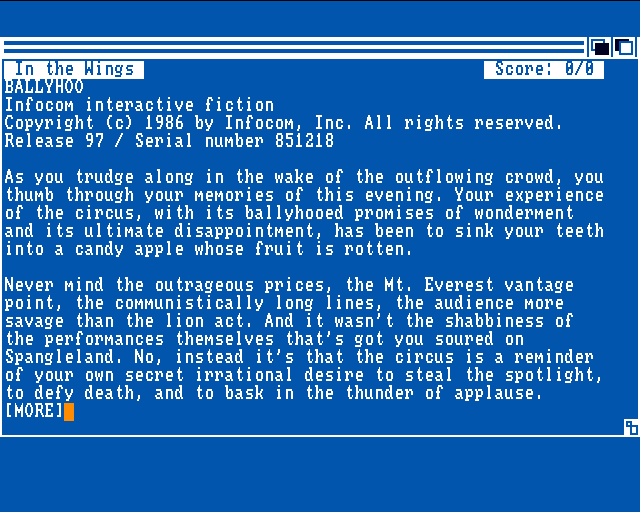 In the Wings Score: 0/0
BALLYHOO
Infocom interactive fiction
Copyright (c) 1986 by Infocom, Inc. All rights reserved.
Release 97 / Serial number 851218
As you trudge along in the wake of the outflowing crowd, you
thumb through your memories of this evening. Your experience
of the circus, with its ballyhooed promises of wonderment
and its ultimate disappointment, has been to sink your teeth
into a candy apple whose fruit is rotten.
Never mind the outrageous prices, the Mt. Everest vantage
point, the communistically long lines, the audience more
savage than the lion act. And it wasn't the shabbiness of
the performances themselves that's got you soured on
Spangleland. No, instead it's that the circus is a reminder
of your own secret irrational desire to steal the spotlight,
to defy death, and to bask in the thunder of applause.
[MORE]